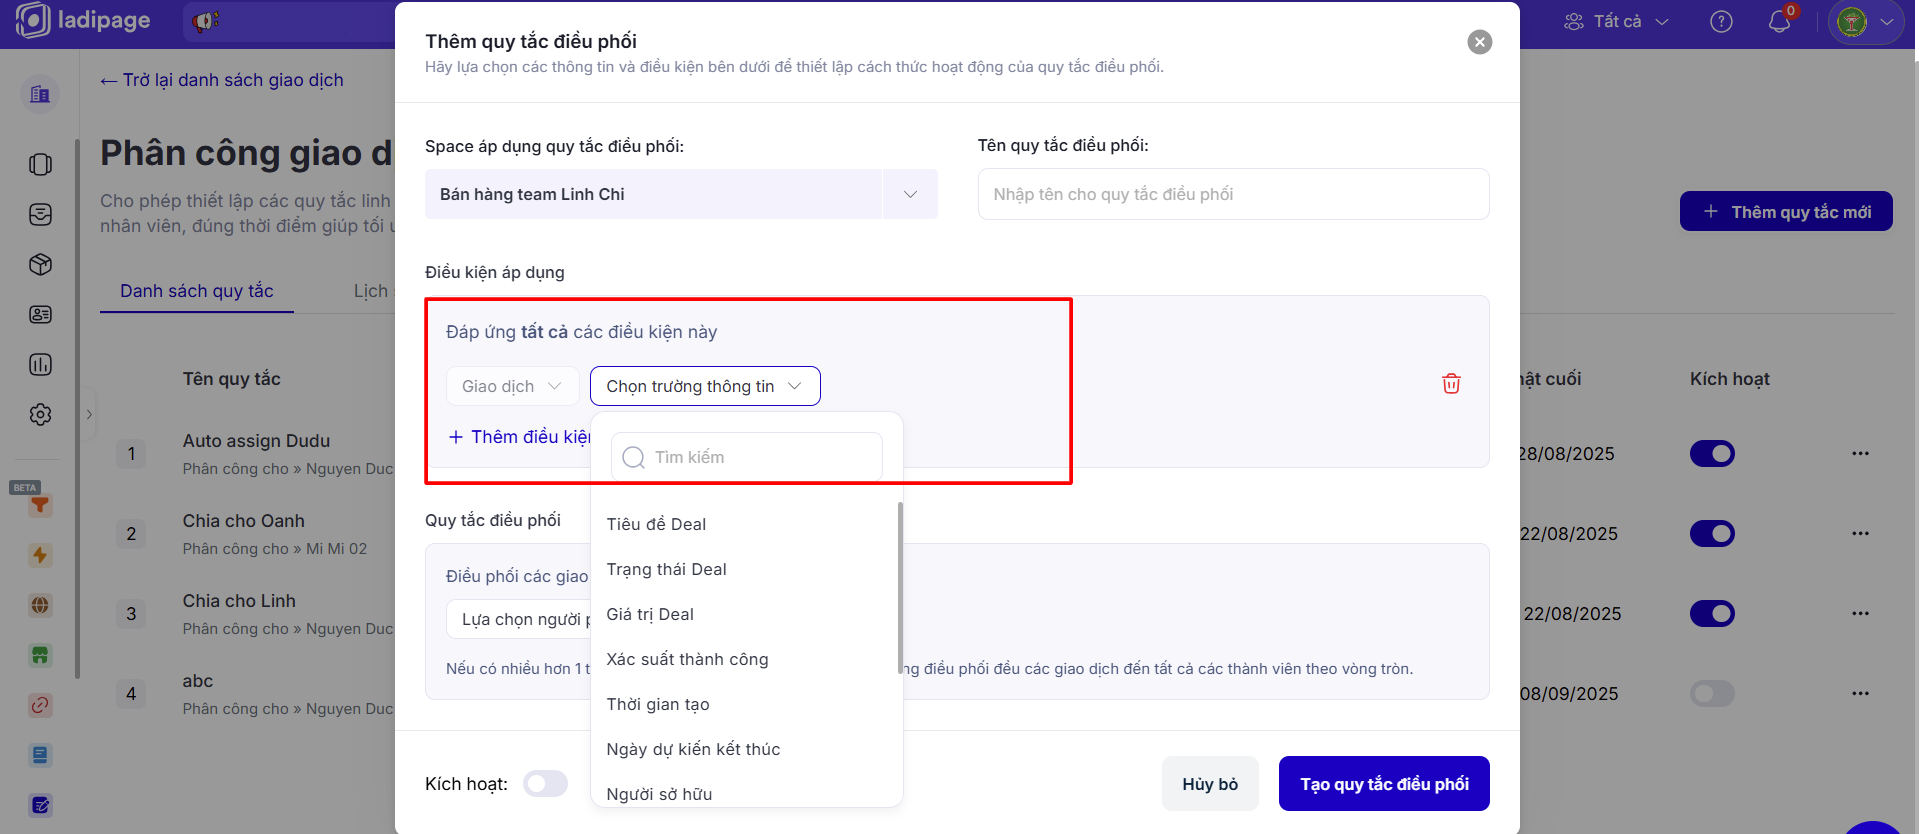 ladipage
Tất cả
0
← Trở lại danh sách giao dịch
Phân công giao
Cho phép thiết lập các quy tắc linh
nhân viên, đúng thời điểm giúp tối
Danh sách quy tắc
Lịch
Thêm quy tắc mới
Tên quy tắc
cuối
Kích hoạt
BETA
1
Auto assign Dudu
Phân công cho » Nguyen Duc
28/08/2025
2
Chia cho Oanh
Phân công cho » Mi Mi 02
22/08/2025
3
Chia cho Linh
Phân công cho » Nguyen Duc
22/08/2025
4
abc
Phân công cho » Nguyen Duc
08/09/2025
Thêm quy tắc điều phối
Hãy lựa chọn các thông tin và điều kiện bên dưới để thiết lập cách thức hoạt động của quy tắc điều phối.
Space áp dụng quy tắc điều phối:
Bán hàng team Linh Chi
Tên quy tắc điều phối:
Nhập tên cho quy tắc điều phối
Điều kiện áp dụng
Đáp ứng tất cả các điều kiện này
Giao dịch
Chọn trường thông tin
+ Thêm điều kiện
Tìm kiếm
Tiêu đề Deal
Trạng thái Deal
Giá trị Deal
Xác suất thành công
Thời gian tạo
Ngày dự kiến kết thúc
Người sở hữu
Quy tắc điều phối
Điều phối các giao
Lựa chọn người
Nếu có nhiều hơn 1
điều phối đều các giao dịch đến tất cả các thành viên theo vòng tròn.
Kích hoạt:
Hủy bỏ
Tạo quy tắc điều phối